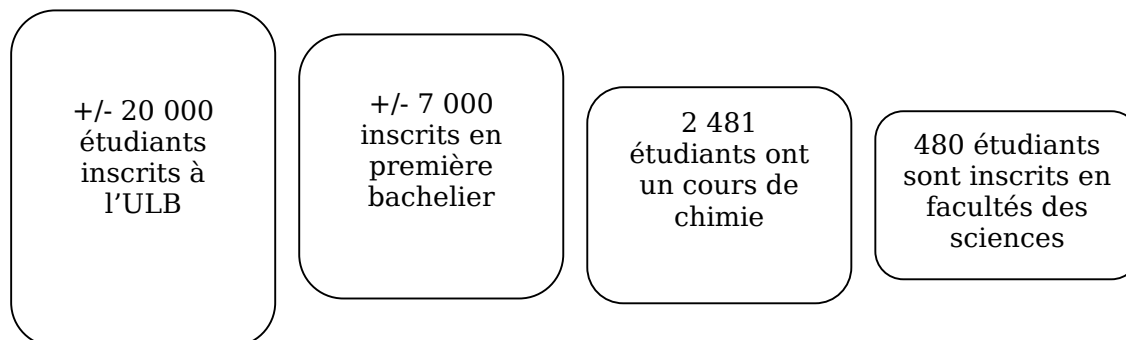 +/- 20 000
étudiants
inscrits à
l’ULB
+/- 7 000
inscrits en
première
bachelier
2 481
étudiants ont
un cours de
chimie
480 étudiants
sont inscrits en
facultés des
sciences